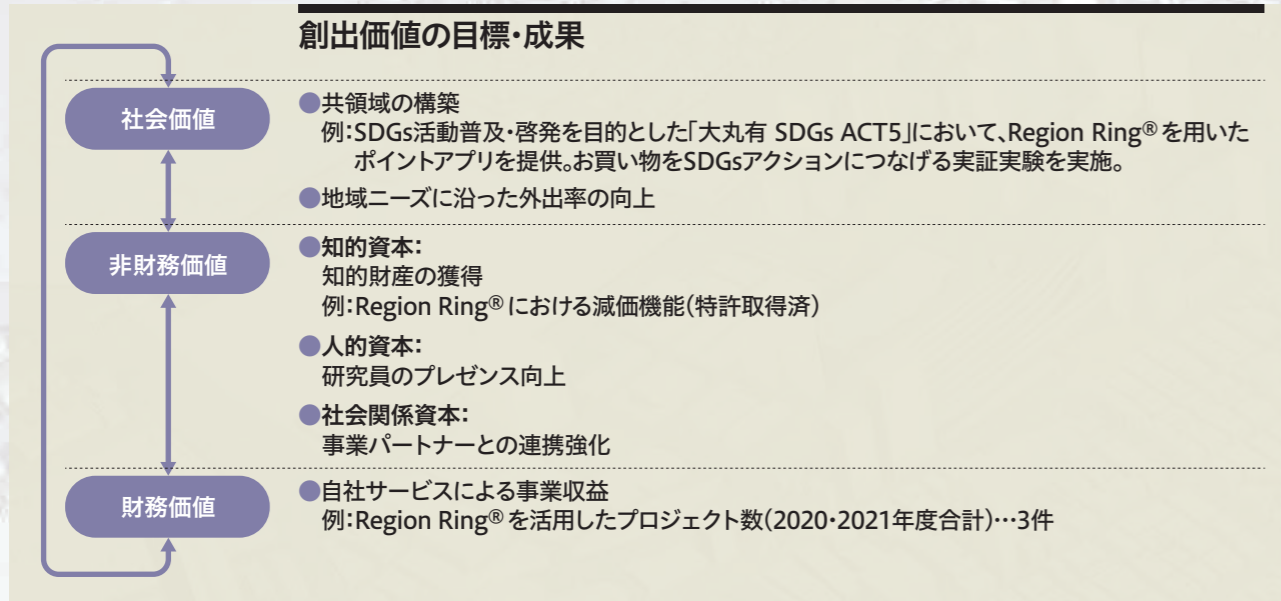 創出価値の目標・成果
社会価値
●共領域の構築
例：SDGs活動普及・啓発を目的とした「大丸有 SDGs ACT5」において、Region Ring®を用いた
ポイントアプリを提供。お買い物をSDGsアクションにつなげる実証実験を実施。
●地域ニーズに沿った外出率の向上
非財務価値
●知的資本：
知的財産の獲得
例：Region Ring®における減価機能（特許取得済）
●人的資本：
研究員のプレゼンス向上
●社会関係資本：
事業パートナーとの連携強化
財務価値
●自社サービスによる事業収益
例：Region Ring®を活用したプロジェクト数（2020・2021年度合計）…3件